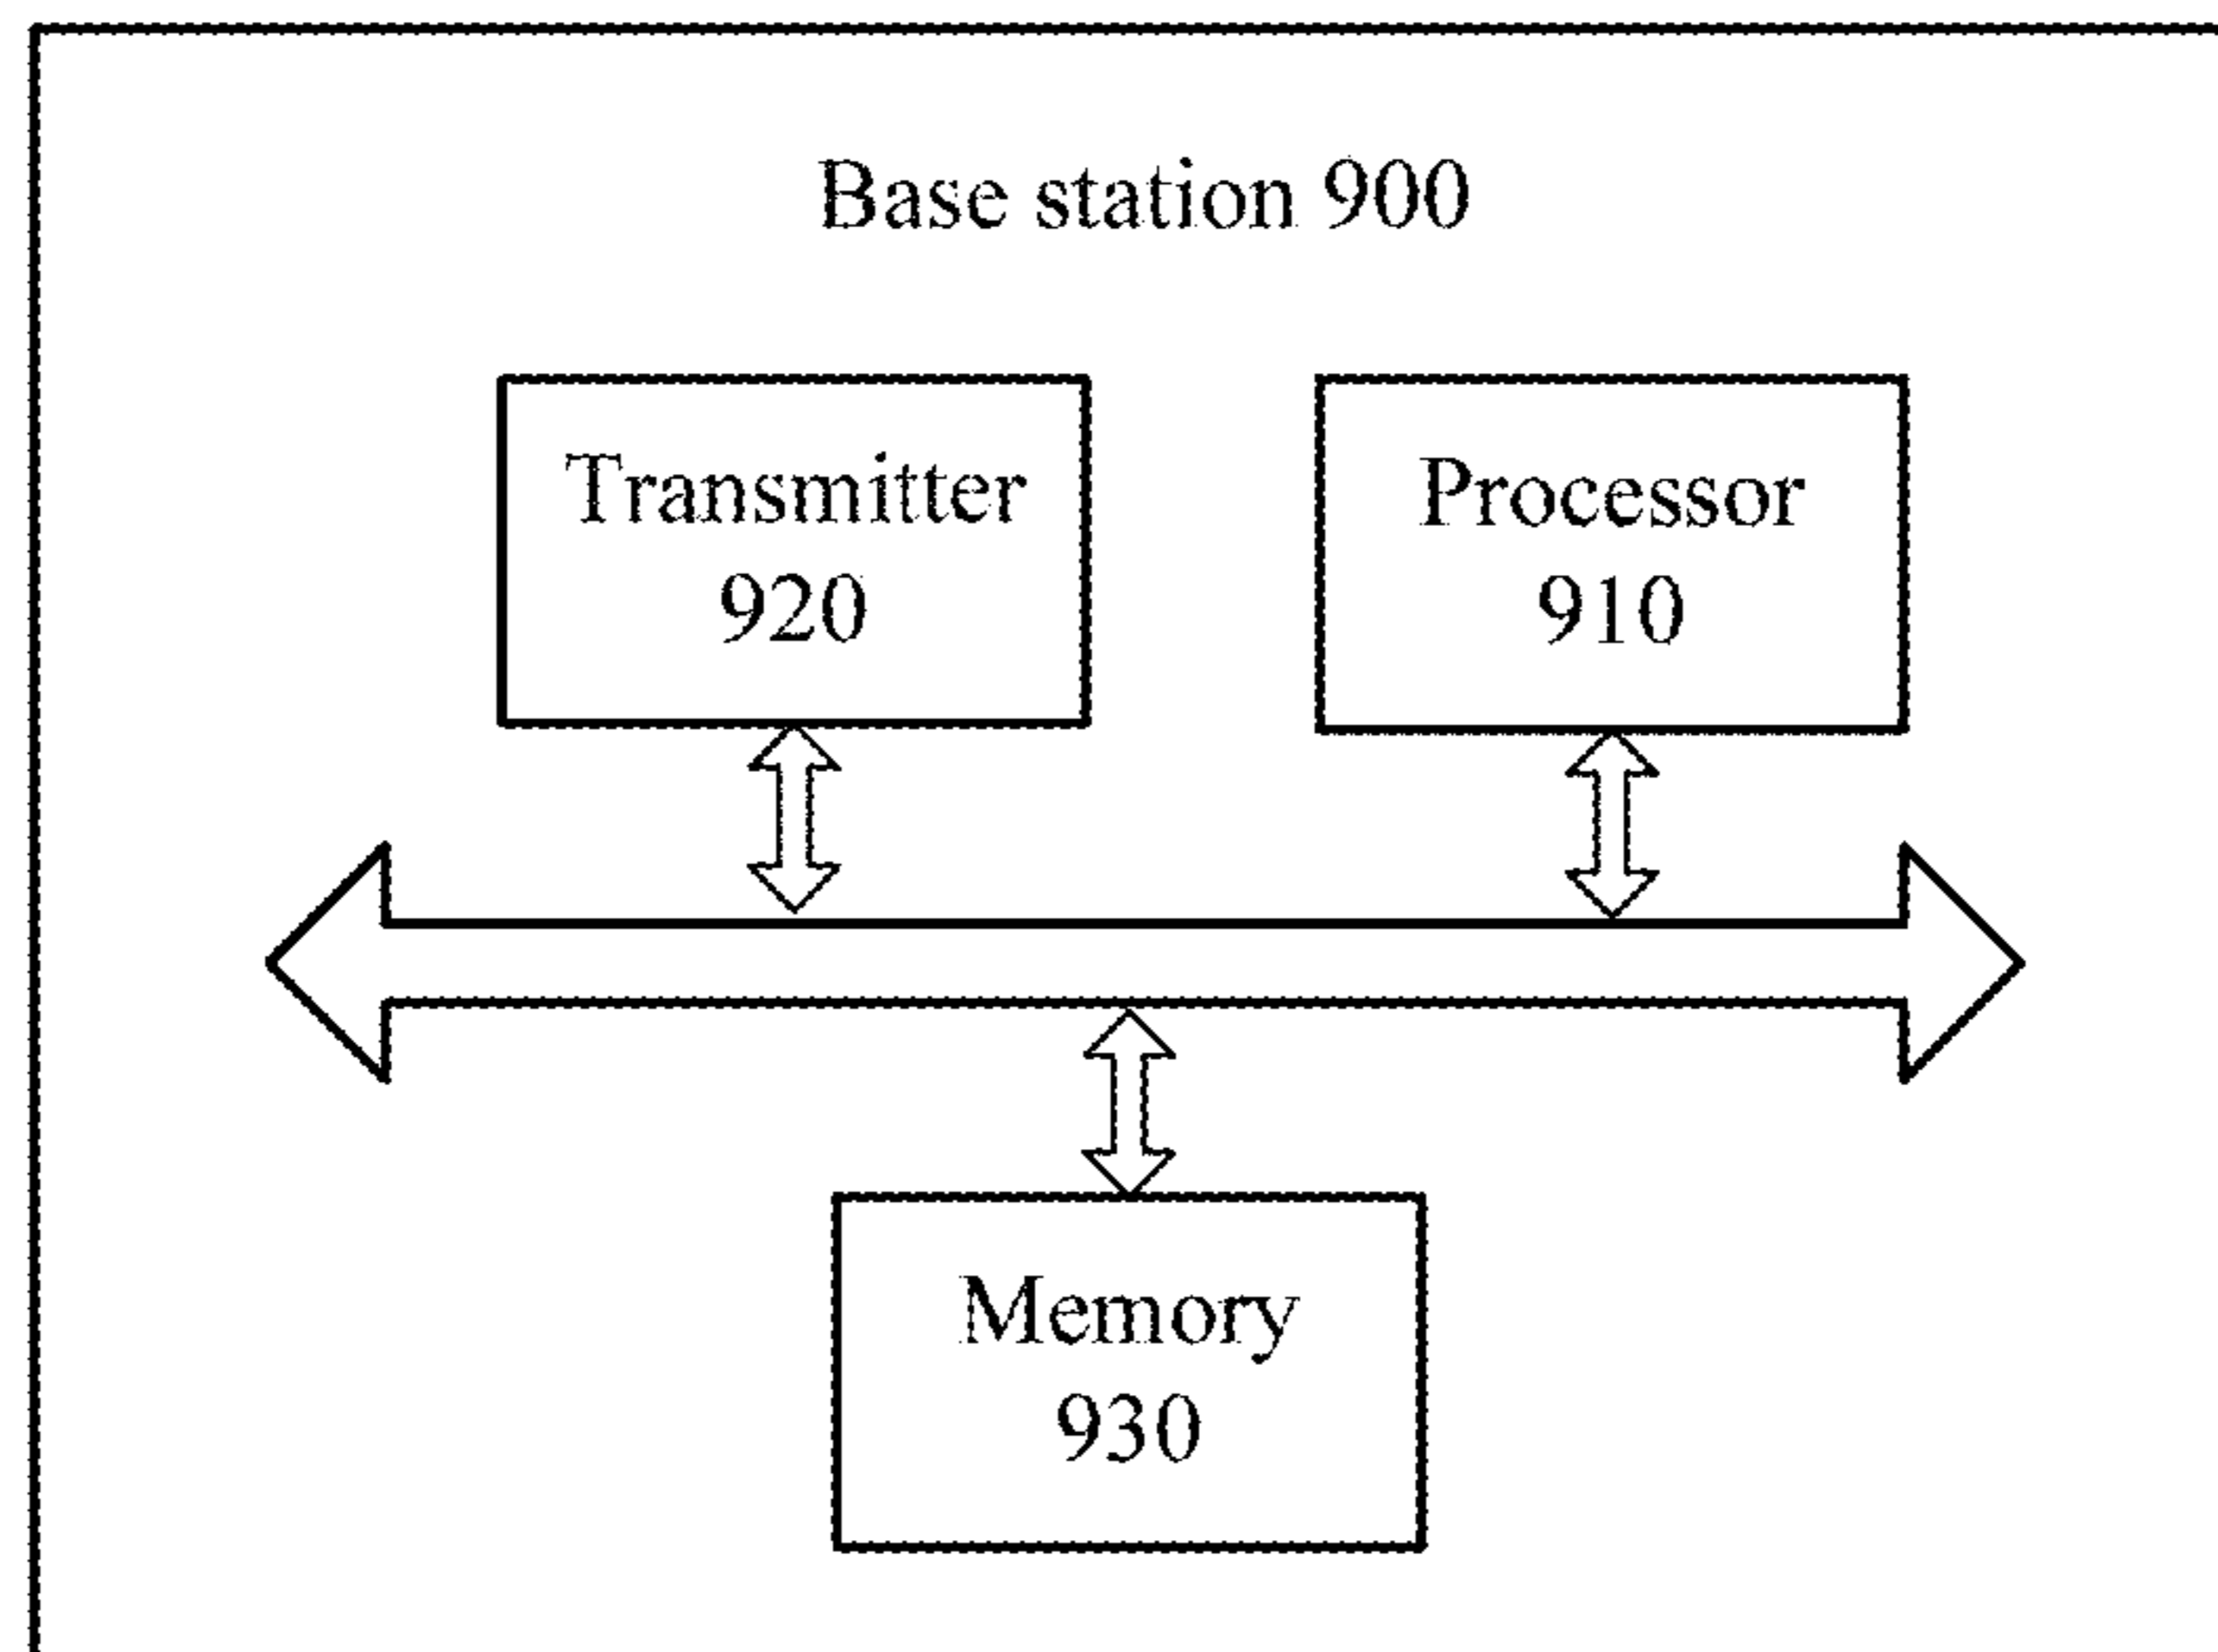 Base station 900
Transmitter
920
Processor
910
Memory
930